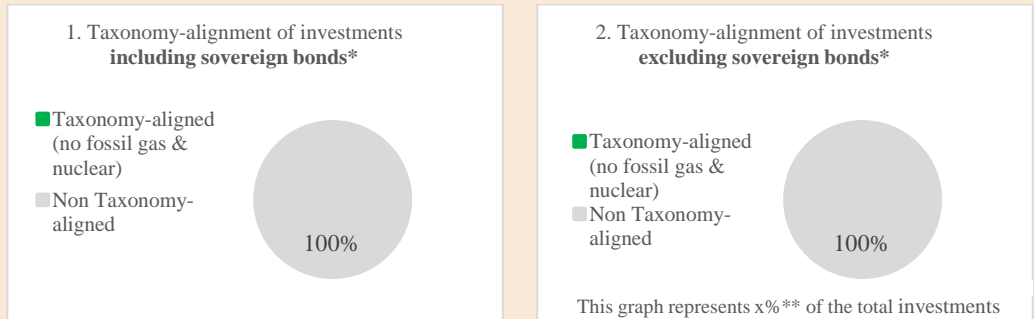 1. Taxonomy-alignment of investments
including sovereign bonds*
Taxonomy-aligned
(no fossil gas &
nuclear)
Non Taxonomy-
aligned
100%
2. Taxonomy-alignment of investments
excluding sovereign bonds*
Taxonomy-aligned
(no fossil gas &
nuclear)
Non Taxonomy-
aligned
100%
This graph represents x%** of the total investments